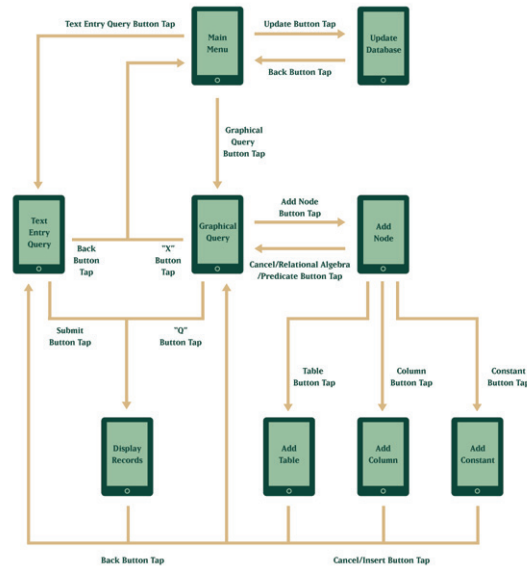 Text Entry Query Button Tap
Main
Menu
Update Button Tap
Update
Database
Back Button Tap
Graphical
Query
Button Tap
Text
Entry
Query
Back
Button
Tap
"X"
Button
Tap
Graphical
Query
Add Node
Button Tap
Add
Node
Cancel/Relational Algebra
/Predicate Button Tap
Submit
Button Tap
"Q"
Button Tap
Table
Button Tap
Column
Button Tap
Constant
Button Tap
Display
Records
Add
Table
Add
Column
Add
Constant
Back Button Tap
Cancel/Insert Button Tap